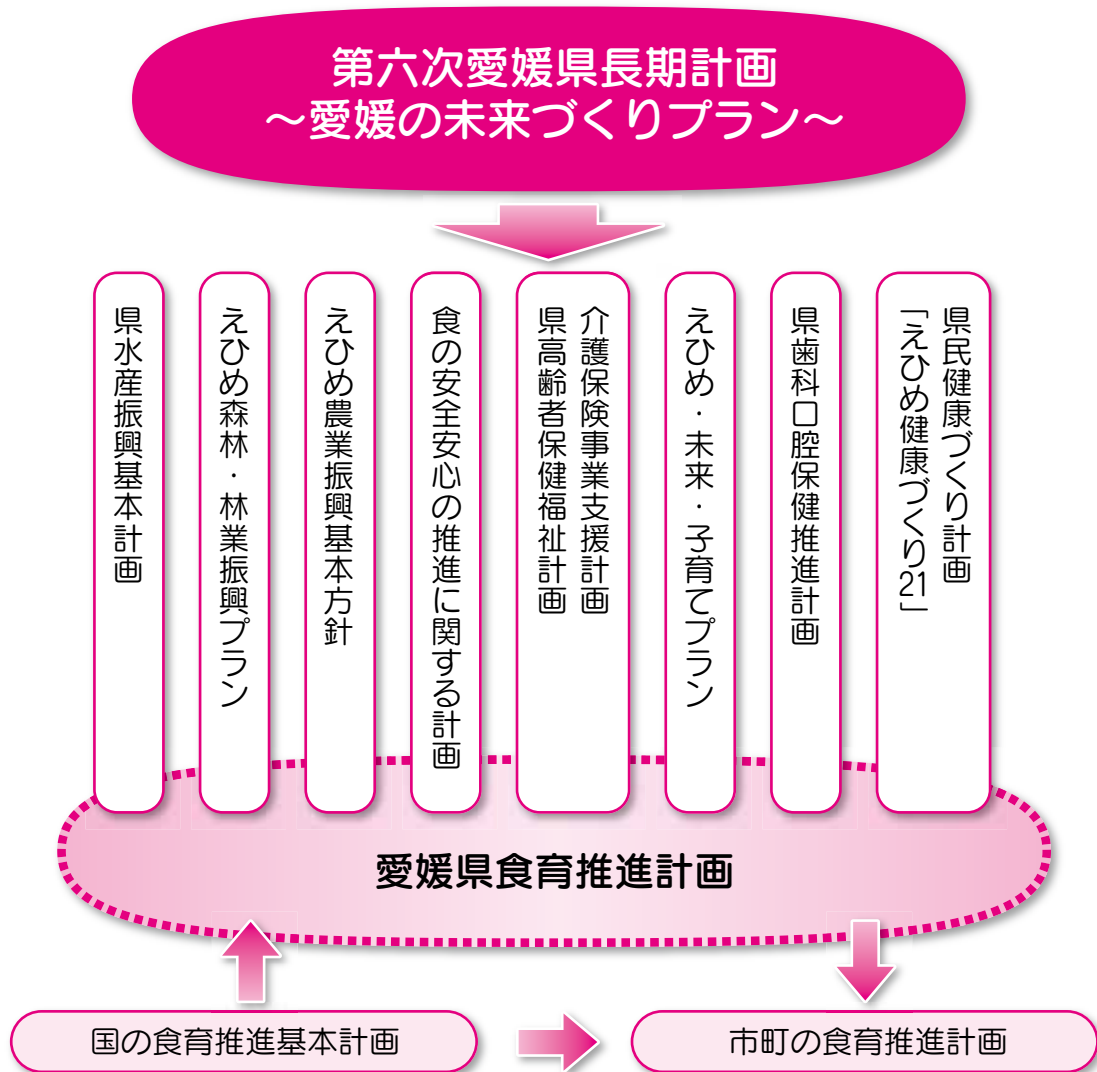 第六次愛媛県長期計画
～愛媛の未来づくりプラン～
県民健康づくり計画
「えひめ健康づくり21」
県歯科口腔保健推進計画
えひめ・未来・子育てプラン
介護保険事業支援計画
県高齢者保健福祉計画
食の安全安心の推進に関する計画
えひめ農業振興基本方針
えひめ森林・林業振興プラン
県水産振興基本計画
愛媛県食育推進計画
国の食育推進基本計画
市町の食育推進計画